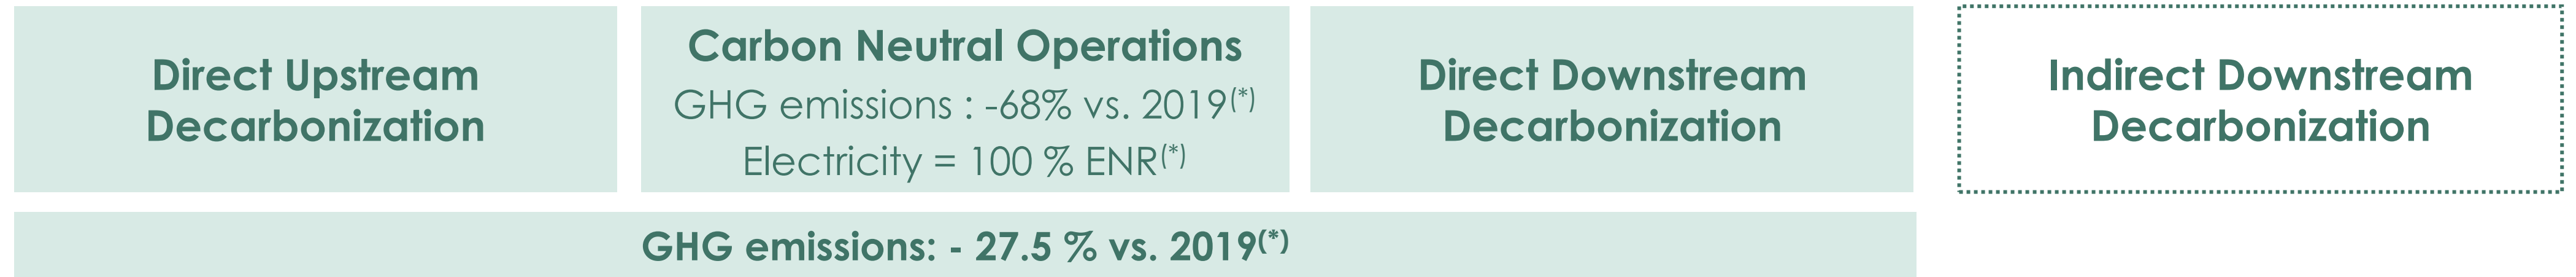 Direct Upstream
Decarbonization
Carbon Neutral Operations
GHG emissions : -68% vs. 2019(*)
Electricity = 100 % ENR(*)
Direct Downstream
Decarbonization
Indirect Downstream
Decarbonization
GHG emissions: - 27.5 % vs. 2019(*)